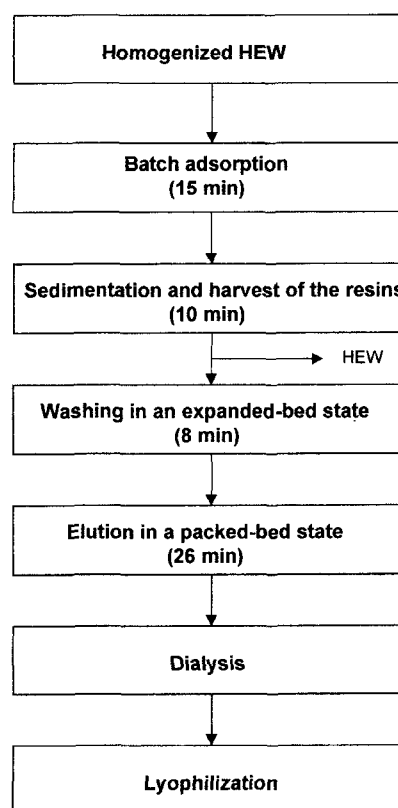 Homogenized HEW
Batch adsorption
(15 min)
Sedimentation and harvest of the resins
(10 min)
HEW
Washing in an expanded-bed state
(8 min)
Elution in a packed-bed state
(26 min)
Dialysis
Lyophilization